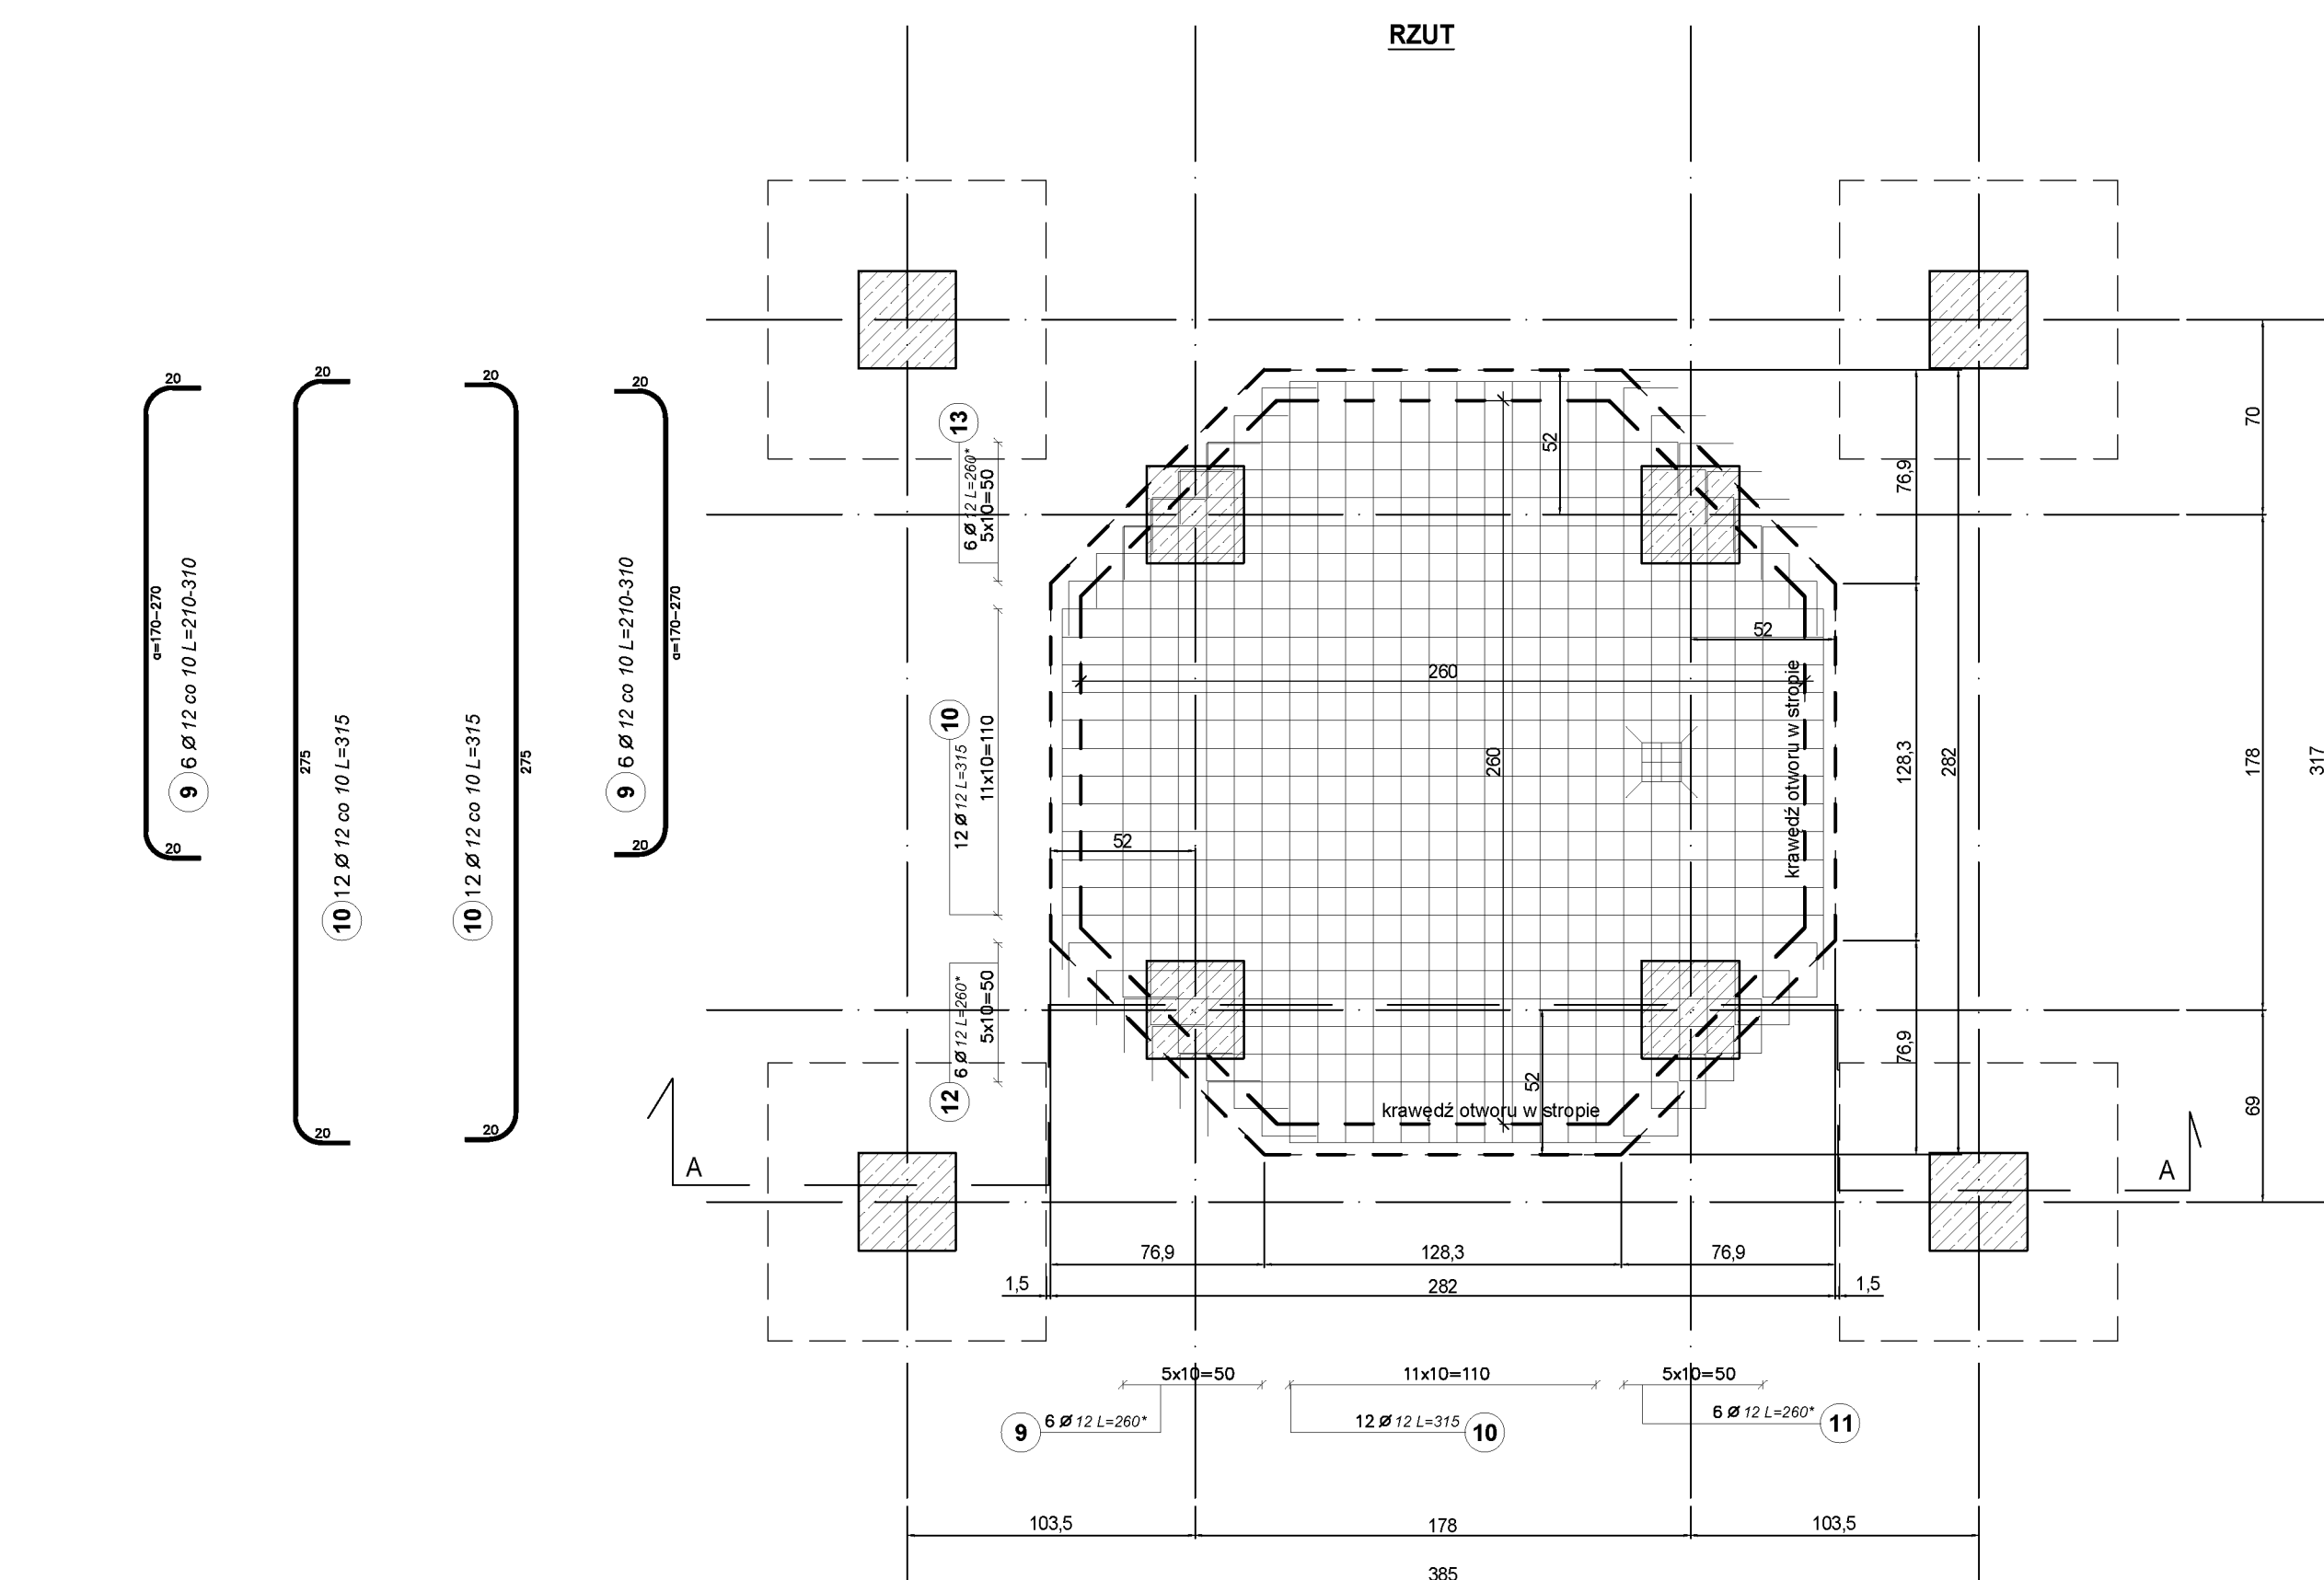 RZUT
20
20
20
20
a=170-270
9 6 Ø 12 co 10 L=210-310
20
275
10 12 Ø 12 co 10 L=315
20
10 12 Ø 12 co 10 L=315
275
20
9 6 Ø 12 co 10 L=210-310
a=170-270
20
20
13
6 Ø 12 L=260*
5x10=50
10
12 Ø 12 L=315
11x10=110
12
6 Ø 12 L=260*
5x10=50
52
52
260
260
krawędź otworu w stropie
52
52
krawędź otworu w stropie
76,9
128,3
282
76,9
70
178
69
317
A
A
76,9
128,3
76,9
1,5
282
1,5
5x10=50
11x10=110
5x10=50
9 6 Ø 12 L=260*
12 Ø 12 L=315 10
6 Ø 12 L=260* 11
103,5
178
103,5
385